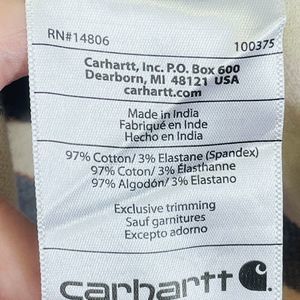 RN#14806 100375
Carhartt, Inc. P.O. Box 600
Dearborn, MI 48121 USA
carhartt.com
Made in India
Fabriqué en Inde
Hecho en India
97% Cotton/ 3% Elastane (Spandex)
97% Coton/ 3% Élasthanne
97% Algodón/ 3% Elastano
Exclusive trimming
Sauf garnitures
Excepto adorno
carhartt